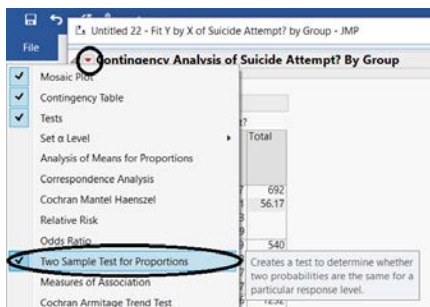 Untitled 22 - Fit Y by X of Suicide Attempt? by Group - JMP
File
Contingency Analysis of Suicide Attempt? By Group
Mosaic Plot
Contingency Table
Tests
t?
Set α Level
Total
Analysis of Means for Proportions
Correspondence Analysis
7 692
Cochran Mantel Haenszel
56.17
Relative Risk
Odds Ratio
540
Two Sample Test for Proportions
Creates a test to determine whether
two probabilities are the same for a
particular response level.
Measures of Association
Cochran Armitage Trend Test
1232